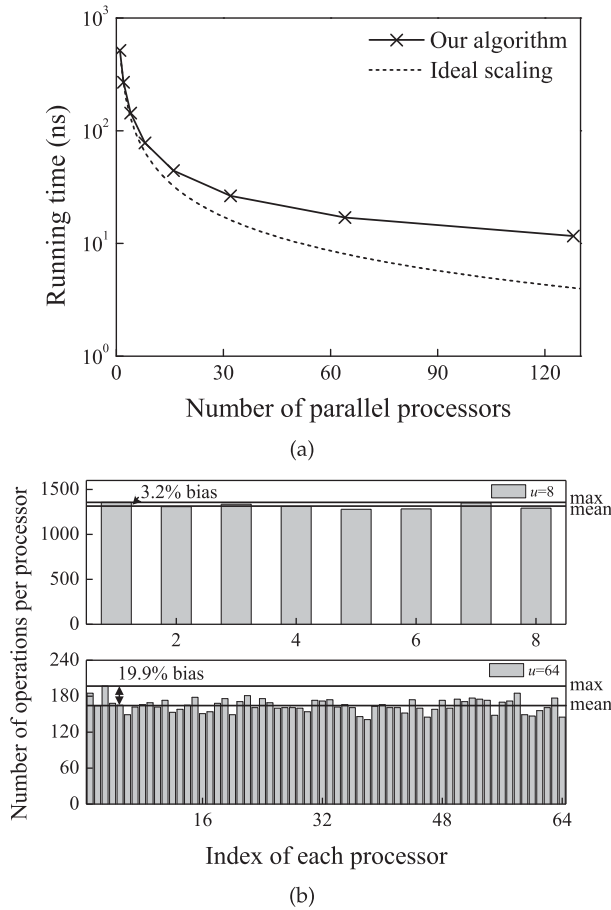 10³
Our algorithm
Ideal scaling
10²
10¹
10⁰
Running time (ns)
0 30 60 90 120
Number of parallel processors
(a)
Number of operations per processor
1500
1000
500
0
3.2% bias
u=8
max
mean
2 4 6 8
240
180
120
60
0
19.9% bias
u=64
max
mean
16 32 48 64
Index of each processor
(b)